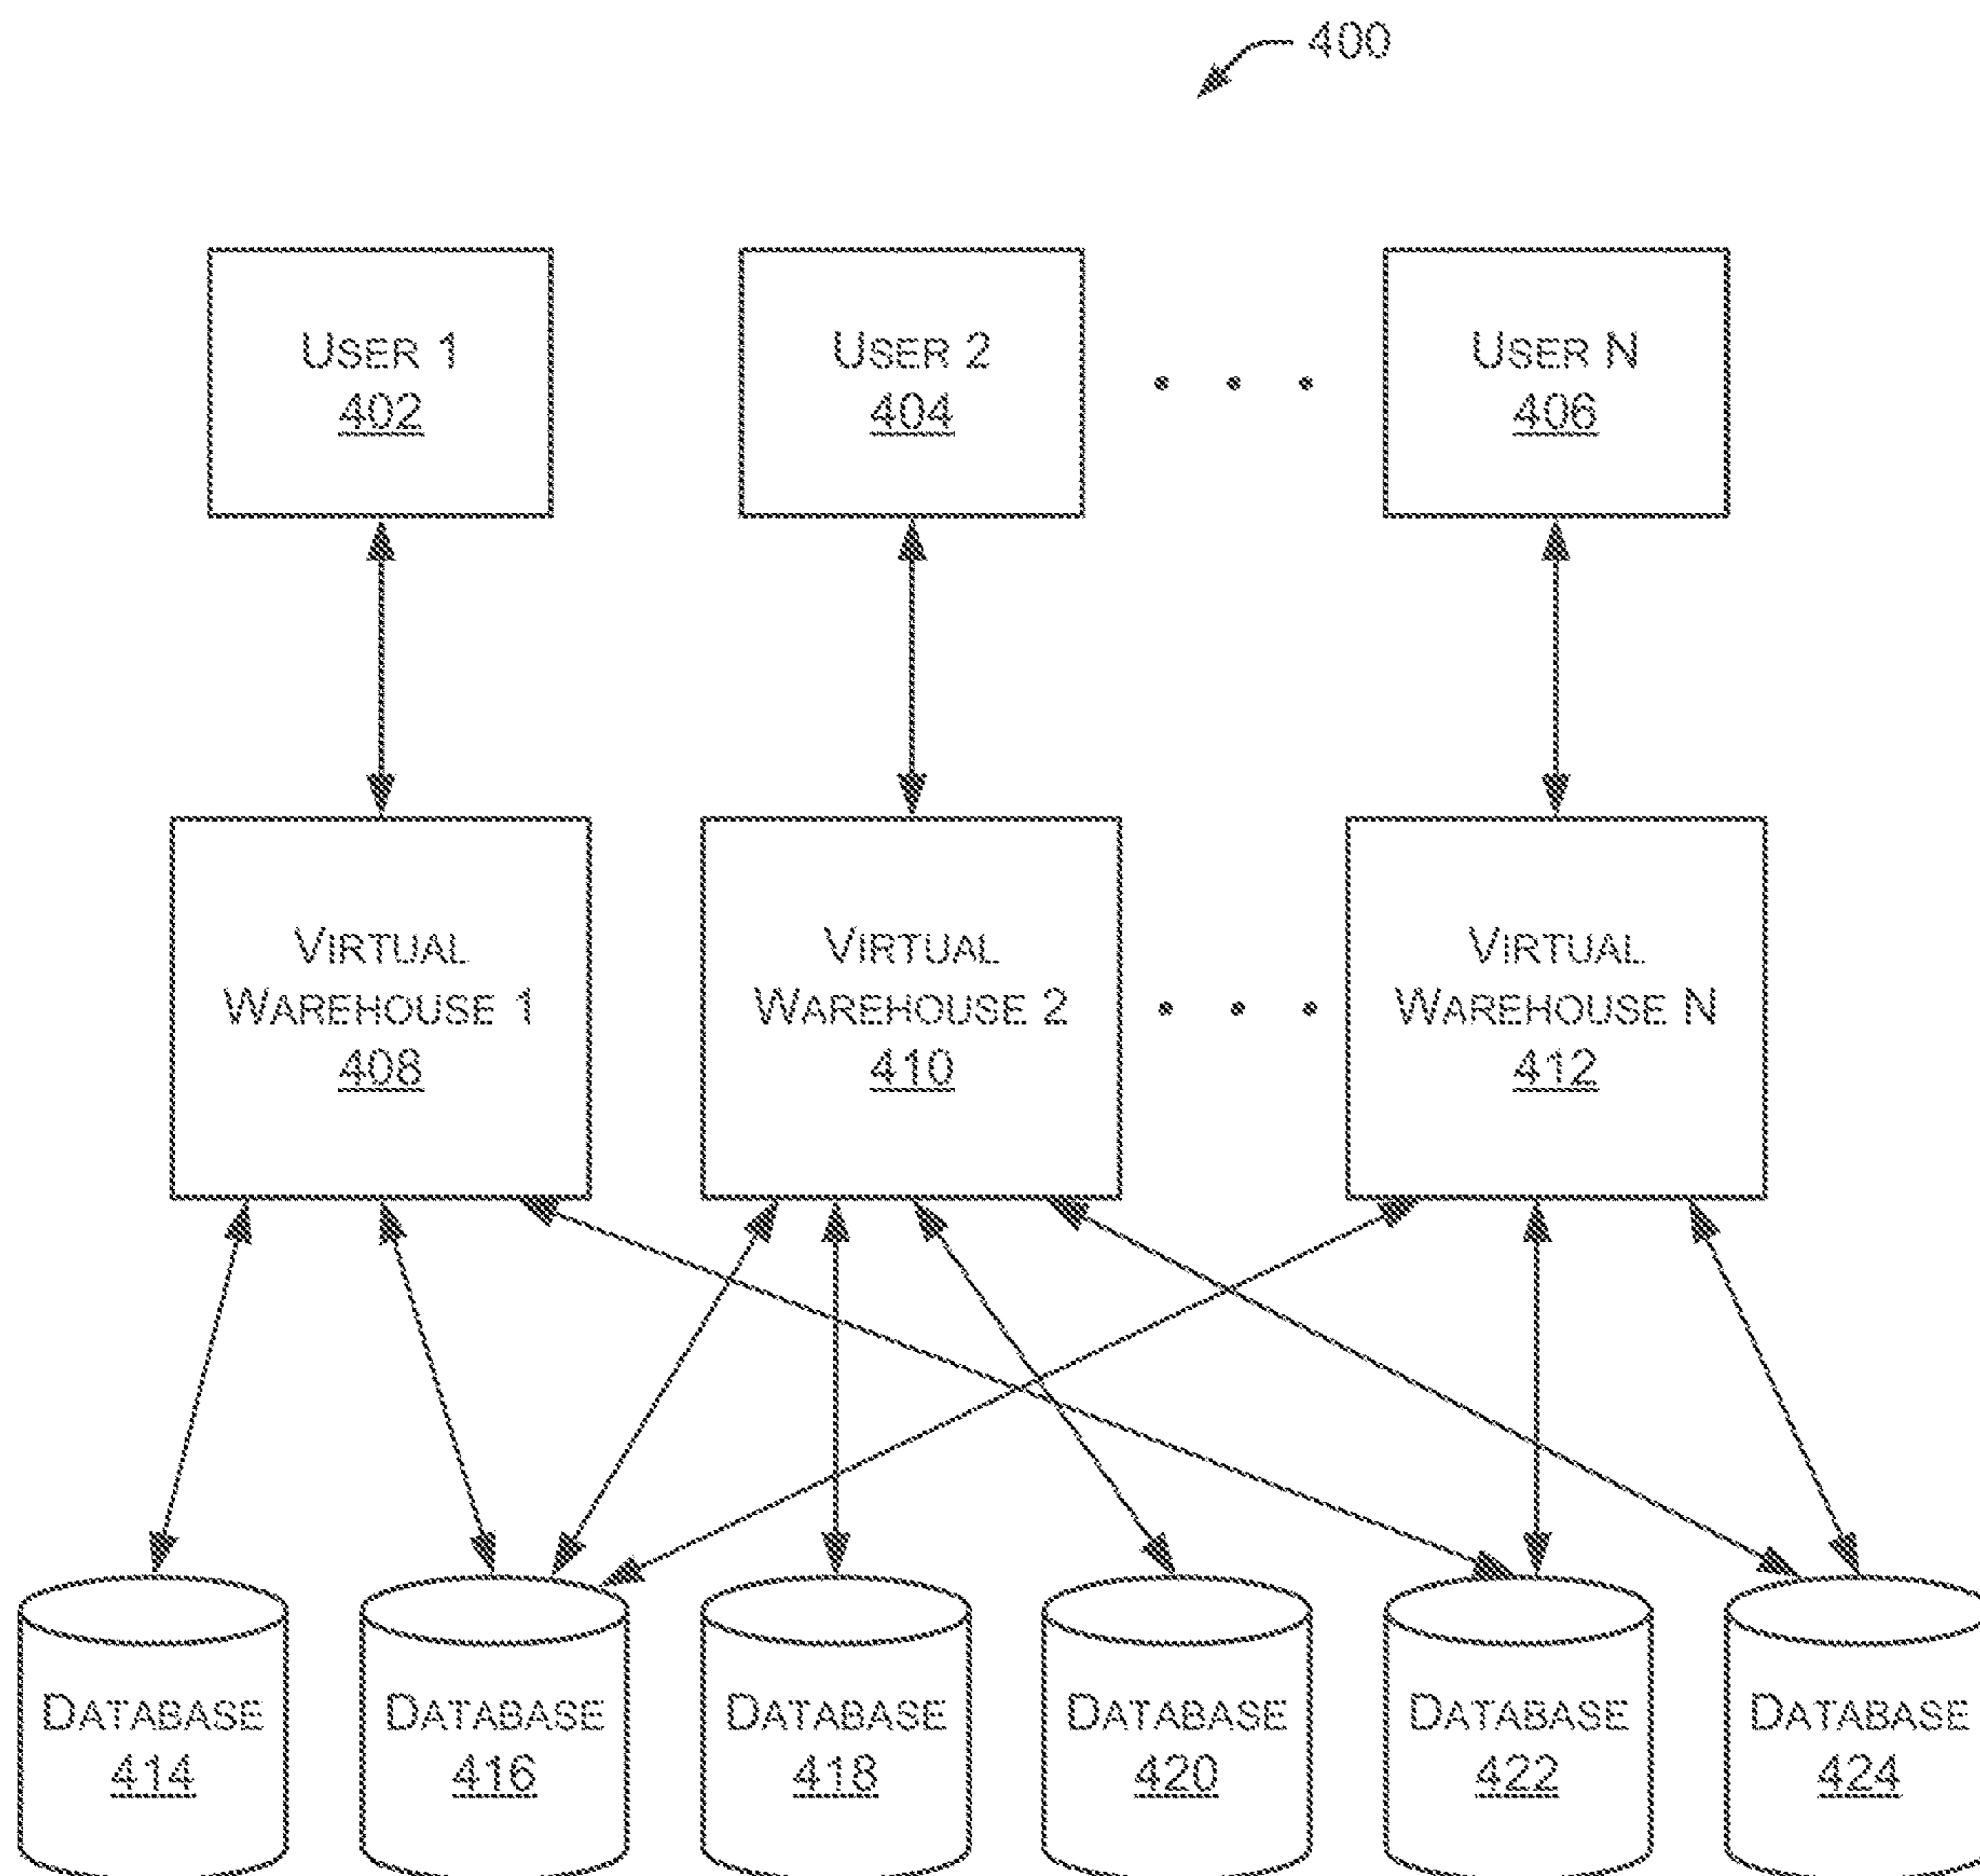 400
USER 1
402
USER 2
404
USER N
406
VIRTUAL
WAREHOUSE 1
408
VIRTUAL
WAREHOUSE 2
410
VIRTUAL
WAREHOUSE N
412
DATABASE
414
DATABASE
416
DATABASE
418
DATABASE
420
DATABASE
422
DATABASE
424